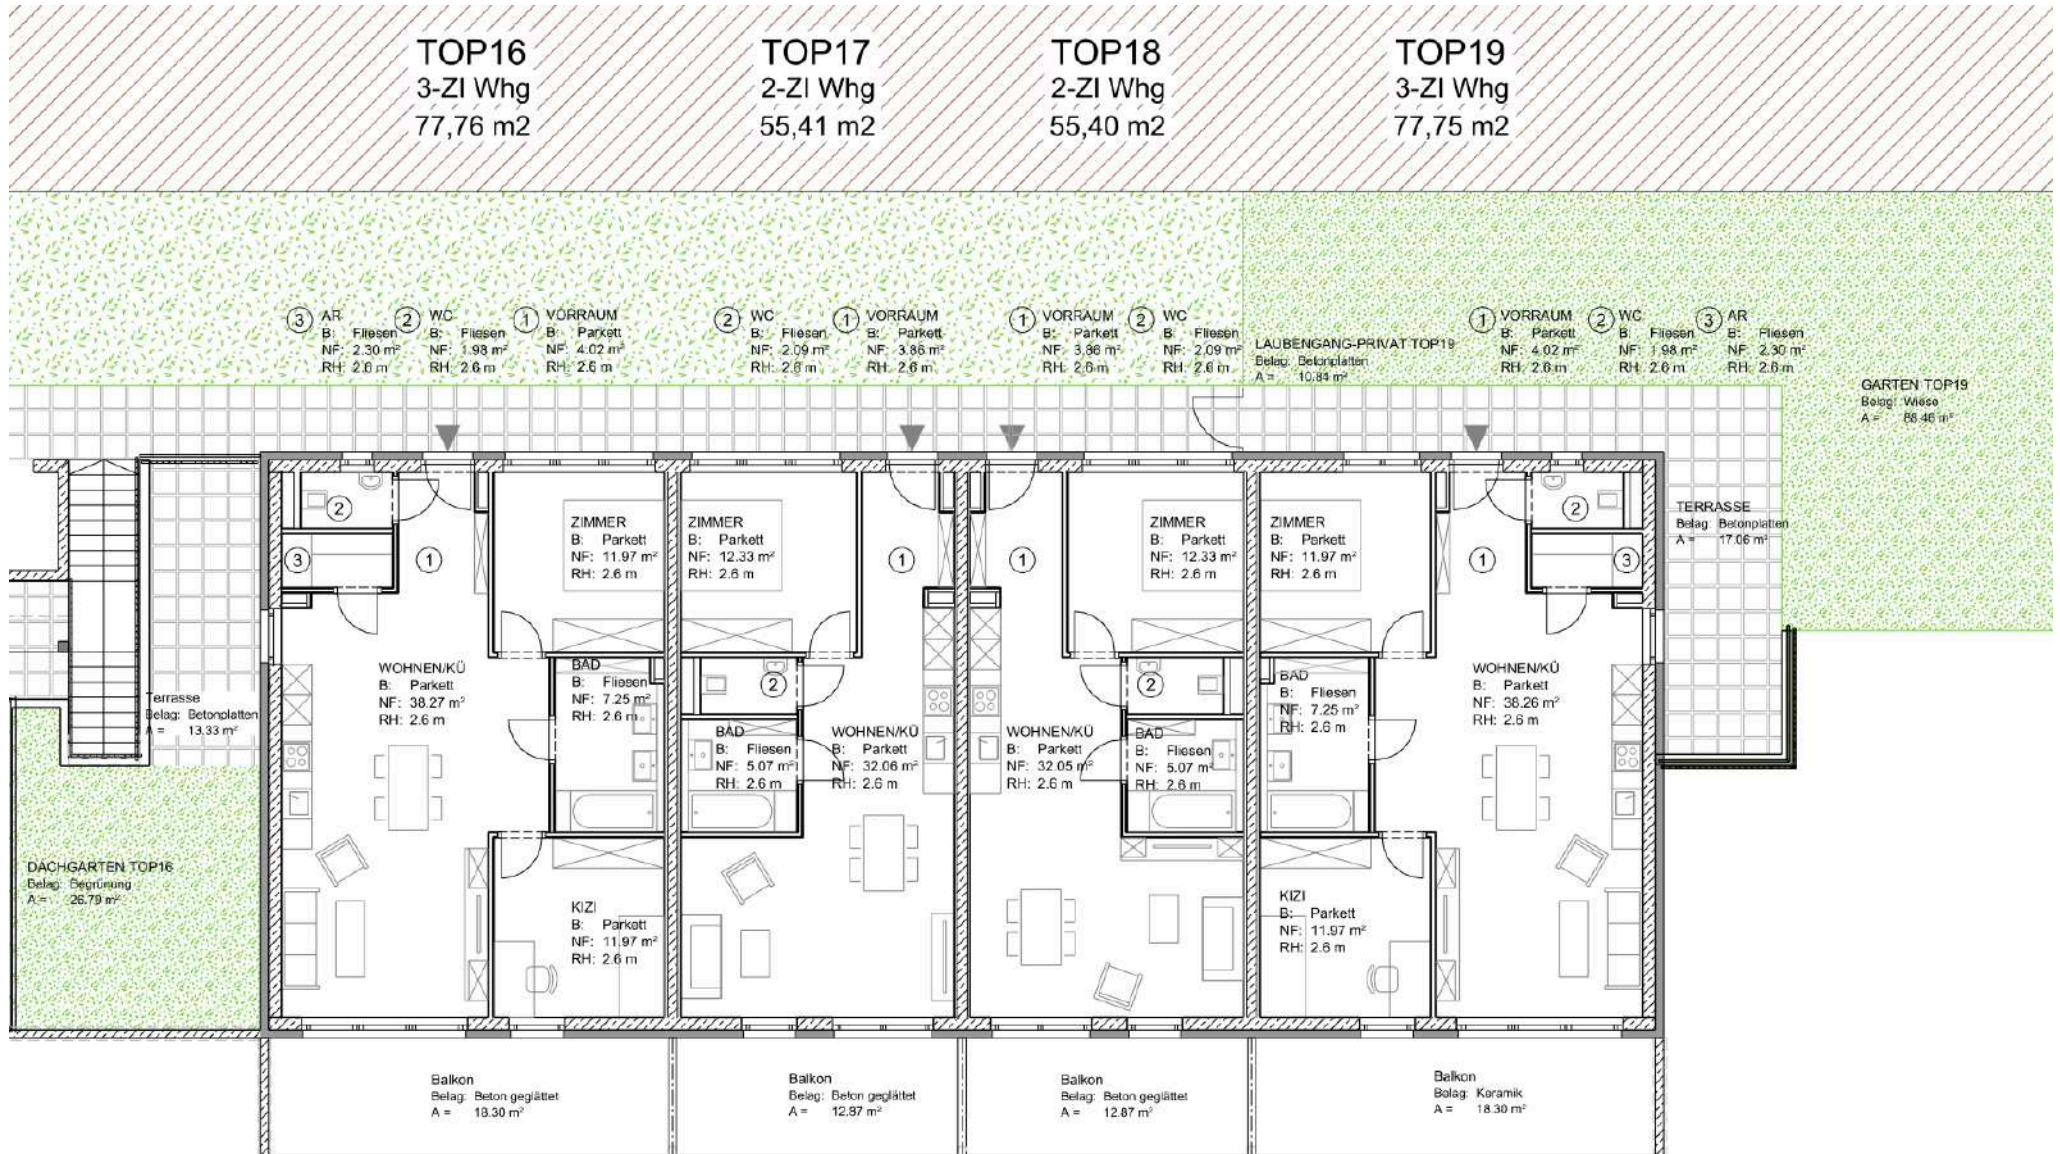 TOP16
3-ZI Whg
77,76 m2
TOP17
2-ZI Whg
55,41 m2
TOP18
2-ZI Whg
55,40 m2
TOP19
3-ZI Whg
77,75 m2
3 AR
B: Fliesen
NF: 2.30 m²
RH: 2.6 m
2 WC
B: Fliesen
NF: 1.98 m²
RH: 2.6 m
1 VORRAUM
B: Parkett
NF: 4.02 m²
RH: 2.6 m
2 WC
B: Fliesen
NF: 2.09 m²
RH: 2.6 m
1 VORRAUM
B: Parkett
NF: 3.86 m²
RH: 2.6 m
1 VORRAUM
B: Parkett
NF: 3.86 m²
RH: 2.6 m
2 WC
B: Fliesen
NF: 2.09 m²
RH: 2.6 m
LAUBENGANG-PRIVAT TOP19
Belag: Betonplatten
A = 10.84 m²
1 VORRAUM
B: Parkett
NF: 4.02 m²
RH: 2.6 m
2 WC
B: Fliesen
NF: 1.98 m²
RH: 2.6 m
3 AR
B: Fliesen
NF: 2.30 m²
RH: 2.6 m
GARTEN TOP19
Belag: Wiese
A = m²
2
3
1
ZIMMER
B: Parkett
NF: 11.97 m²
RH: 2.6 m
ZIMMER
B: Parkett
NF: 12.33 m²
RH: 2.6 m
1
1
ZIMMER
B: Parkett
NF: 12.33 m²
RH: 2.6 m
ZIMMER
B: Parkett
NF: 11.97 m²
RH: 2.6 m
1
2
3
TERRASSE
Belag: Betonplatten
A = 17.06 m²
Terrasse
Belag: Betonplatten
A = 13.33 m²
WOHNEN/KÜ
B: Parkett
NF: 38.27 m²
RH: 2.6 m
BAD
B: Fliesen
NF: 7.25 m²
RH: 2.6 m
2
BAD
B: Fliesen
NF: 5.07 m²
RH: 2.6 m
WOHNEN/KÜ
B: Parkett
NF: 32.06 m²
RH: 2.6 m
WOHNEN/KÜ
B: Parkett
NF: 32.05 m²
RH: 2.6 m
2
BAD
B: Fliesen
NF: 5.07 m²
RH: 2.6 m
BAD
B: Fliesen
NF: 7.25 m²
RH: 2.6 m
WOHNEN/KÜ
B: Parkett
NF: 38.26 m²
RH: 2.6 m
DACHGARTEN TOP16
Belag: Begrünung
A = 26.79 m²
KIZI
B: Parkett
NF: 11.97 m²
RH: 2.6 m
KIZI
B: Parkett
NF: 11.97 m²
RH: 2.6 m
Balkon
Belag: Beton geglättet
A = 18.30 m²
Balkon
Belag: Beton geglättet
A = 12.87 m²
Balkon
Belag: Beton geglättet
A = 12.87 m²
Balkon
Belag: Keramik
A = 18.30 m²